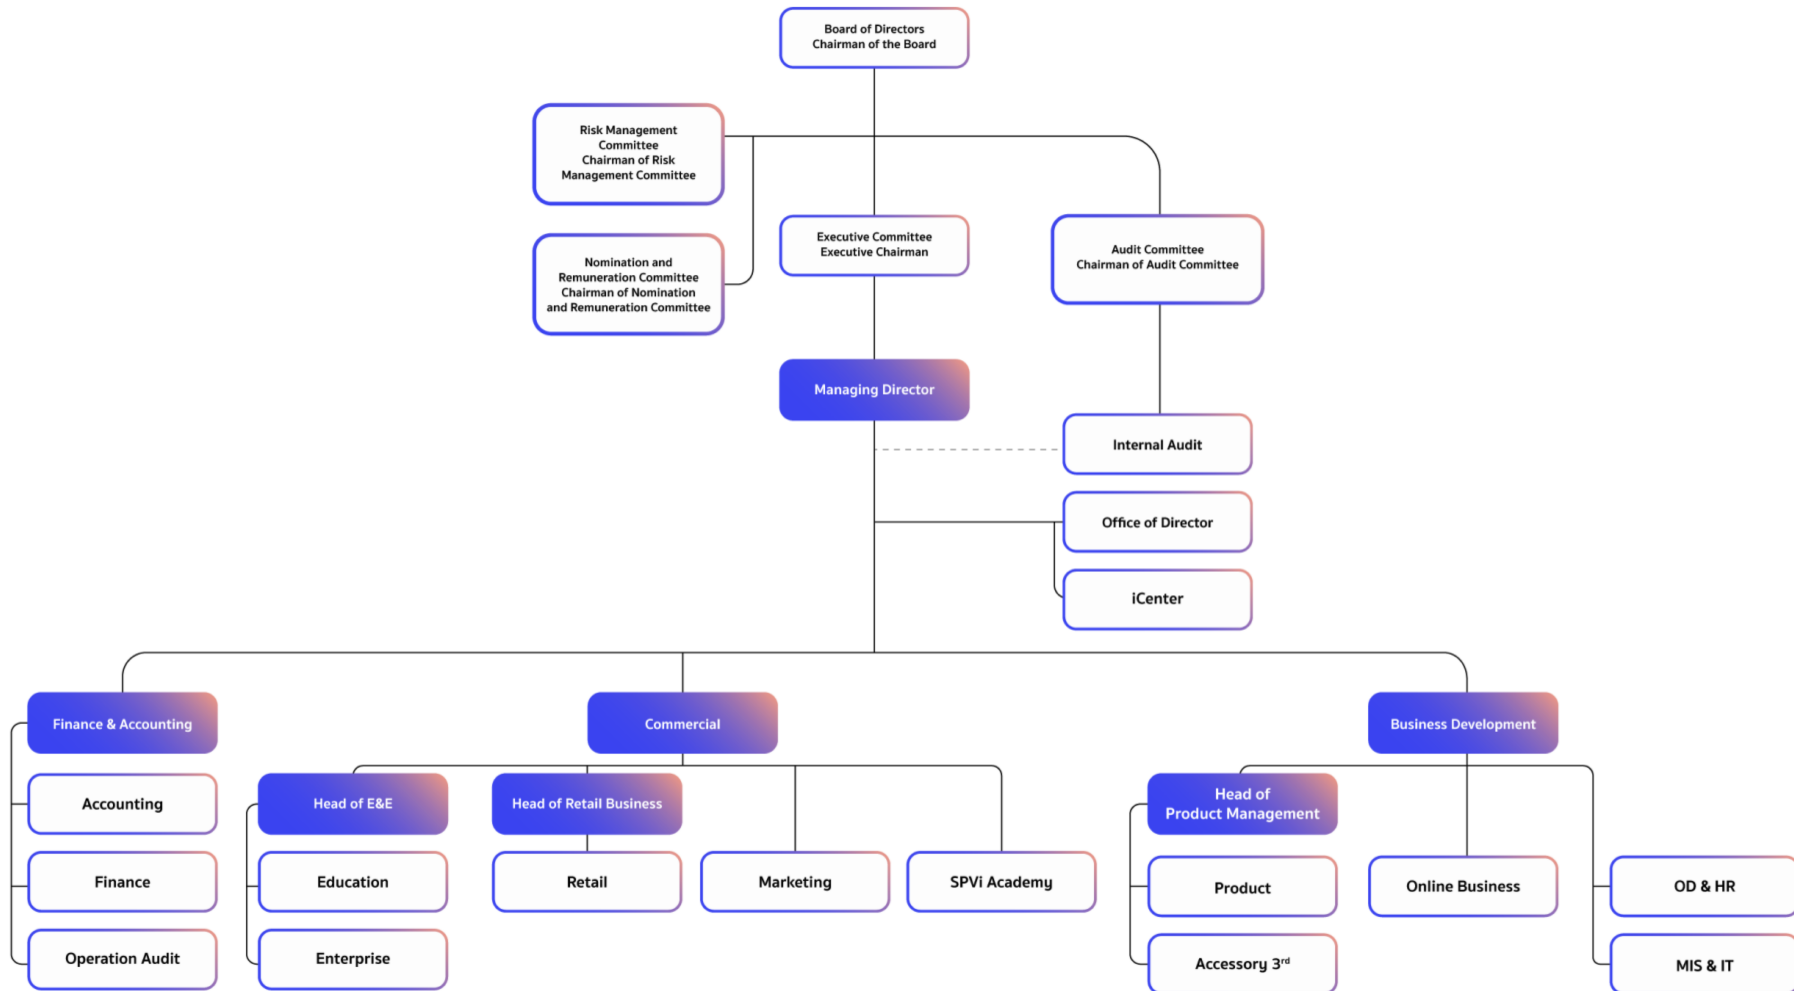 Board of Directors
Chairman of the Board
Risk Management
Committee
Chairman of Risk
Management Committee
Nomination and
Remuneration Committee
Chairman of Nomination
and Remuneration Committee
Executive Committee
Executive Chairman
Audit Committee
Chairman of Audit Committee
Managing Director
Internal Audit
Office of Director
iCenter
Finance & Accounting
Accounting
Finance
Operation Audit
Commercial
Head of E&E
Education
Enterprise
Head of Retail Business
Retail
Marketing
SPVi Academy
Business Development
Head of
Product Management
Product
Accessory 3rd
Online Business
OD & HR
MIS & IT